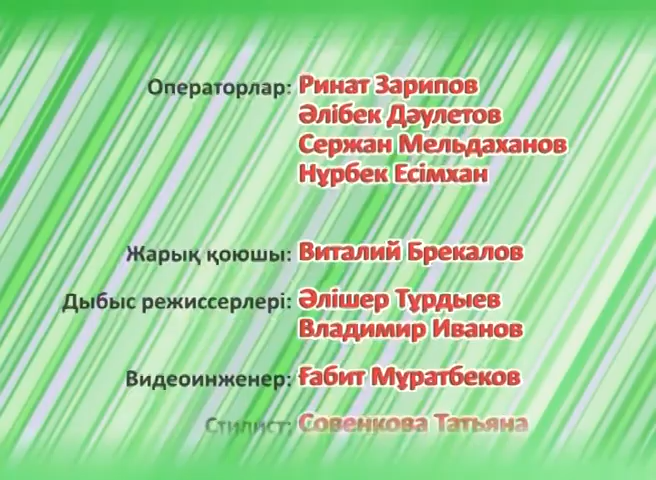 Операторлар: Ринат Зарипов
Әлібек Дәулетов
Сержан Мельдаханов
Нұрбек Есімхан
Жарық қоюшы: Виталий Брекалов
Дыбыс режиссерлері: Әлішер Тұрдыев
Владимир Иванов
Видеоинженер: Ғабит Мұратбеков
Стилист: Совенкова Татьяна